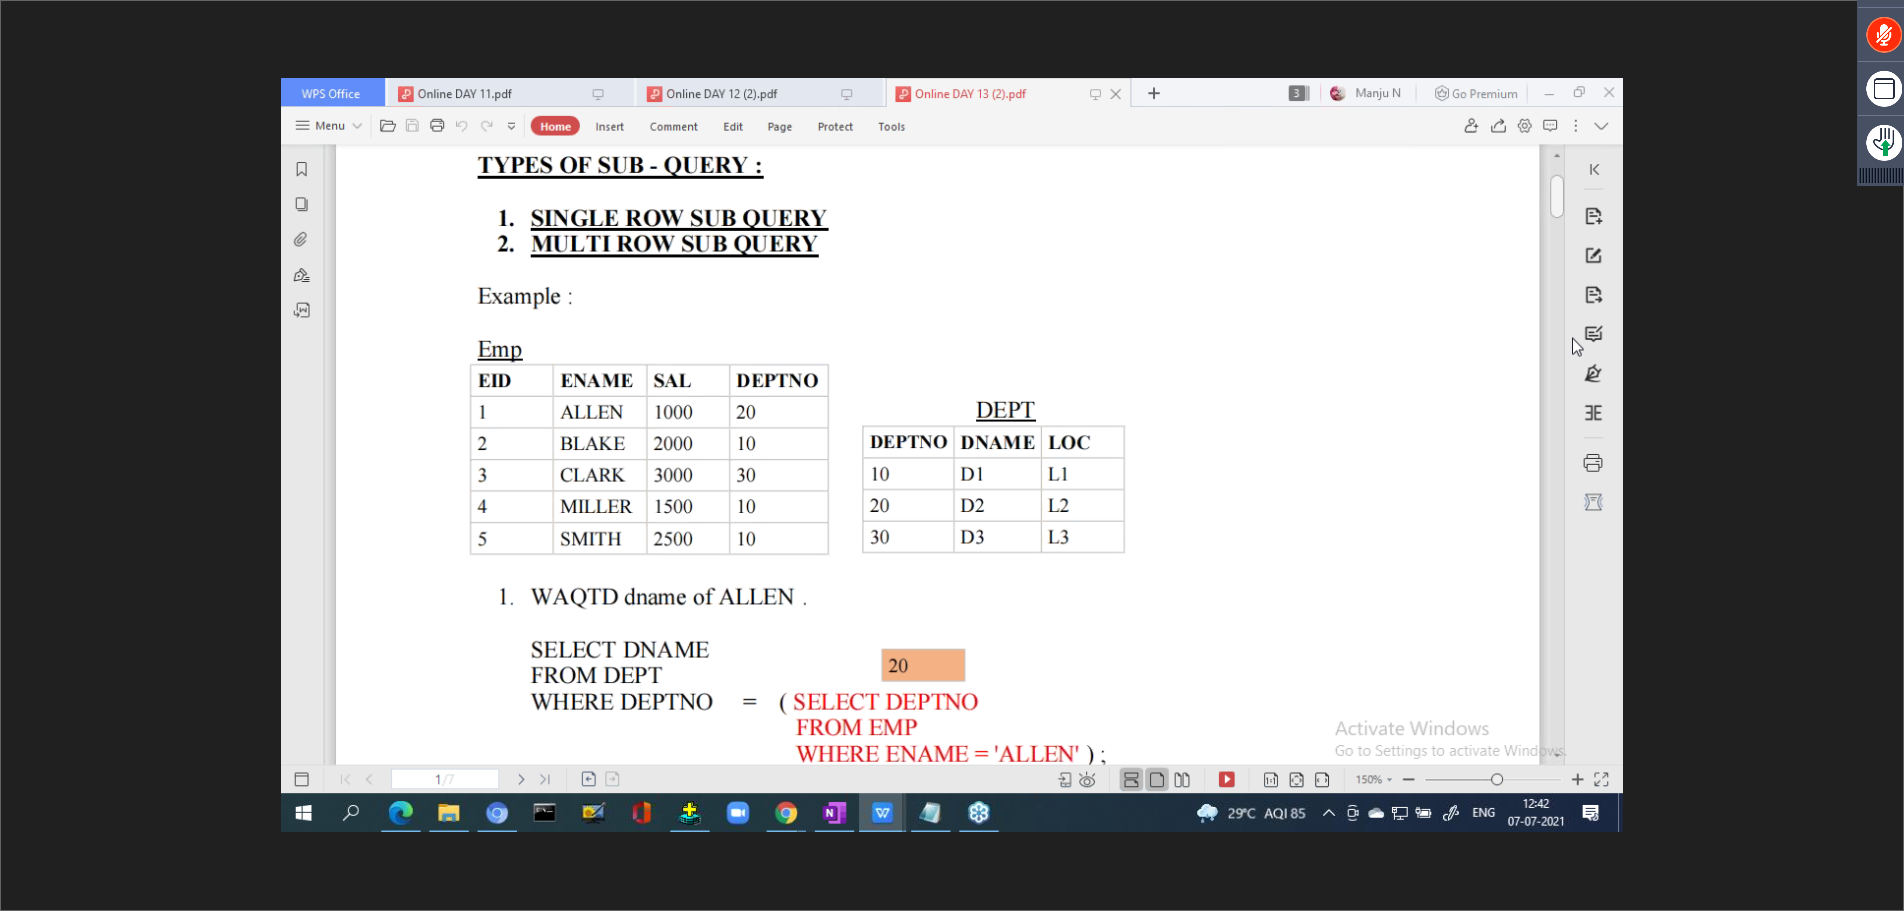 WPS Office Online DAY 11.pdf Online DAY 12 (2).pdf Online DAY 13 (2).pdf 3 Manju N Go Premium
Menu Home Insert Comment Edit Page Protect Tools
TYPES OF SUB - QUERY :
1. SINGLE ROW SUB QUERY
2. MULTI ROW SUB QUERY
Example :
Emp
EID ENAME SAL DEPTNO
1 ALLEN 1000 20
2 BLAKE 2000 10
3 CLARK 3000 30
4 MILLER 1500 10
5 SMITH 2500 10
DEPT
DEPTNO DNAME LOC
10 D1 L1
20 D2 L2
30 D3 L3
1. WAQTD dname of ALLEN .
SELECT DNAME
20
FROM DEPT
WHERE DEPTNO = ( SELECT DEPTNO
FROM EMP
WHERE ENAME = 'ALLEN' ) ;
Activate Windows
Go to Settings to activate Windows.
1/7 150%
29°C AQI 85 ENG 12:42
07-07-2021